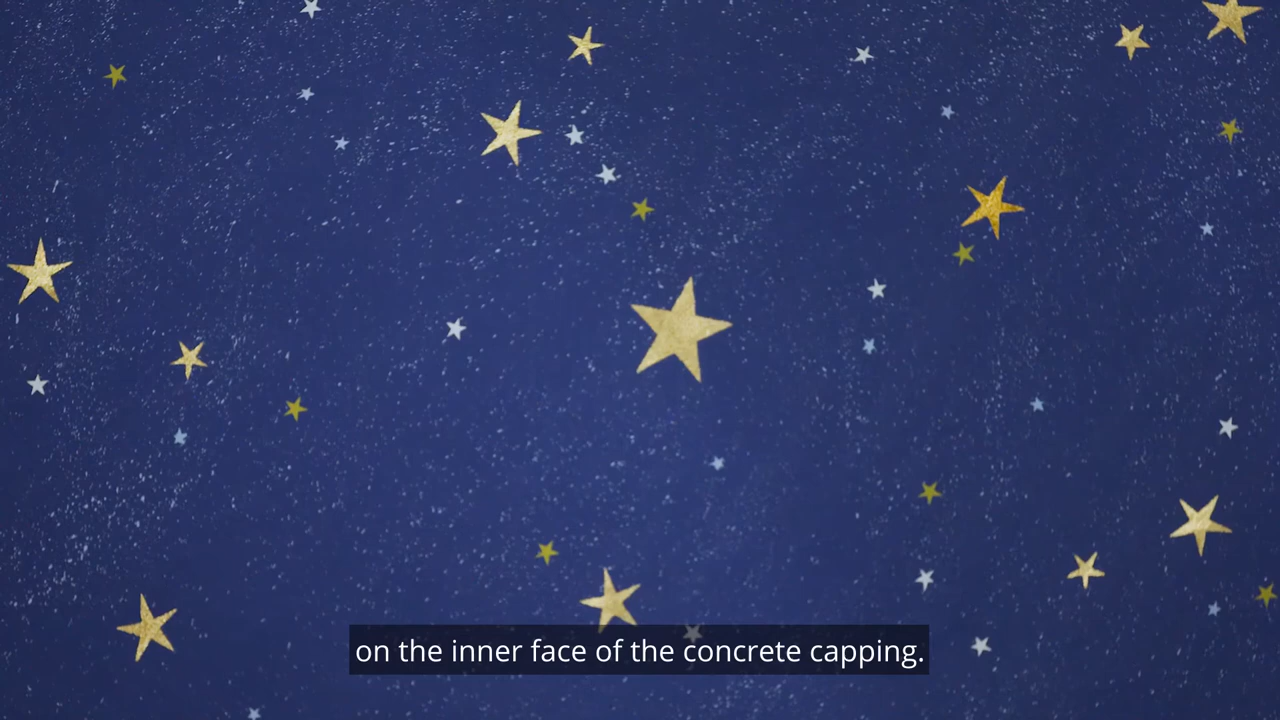 on the inner face of the concrete capping.